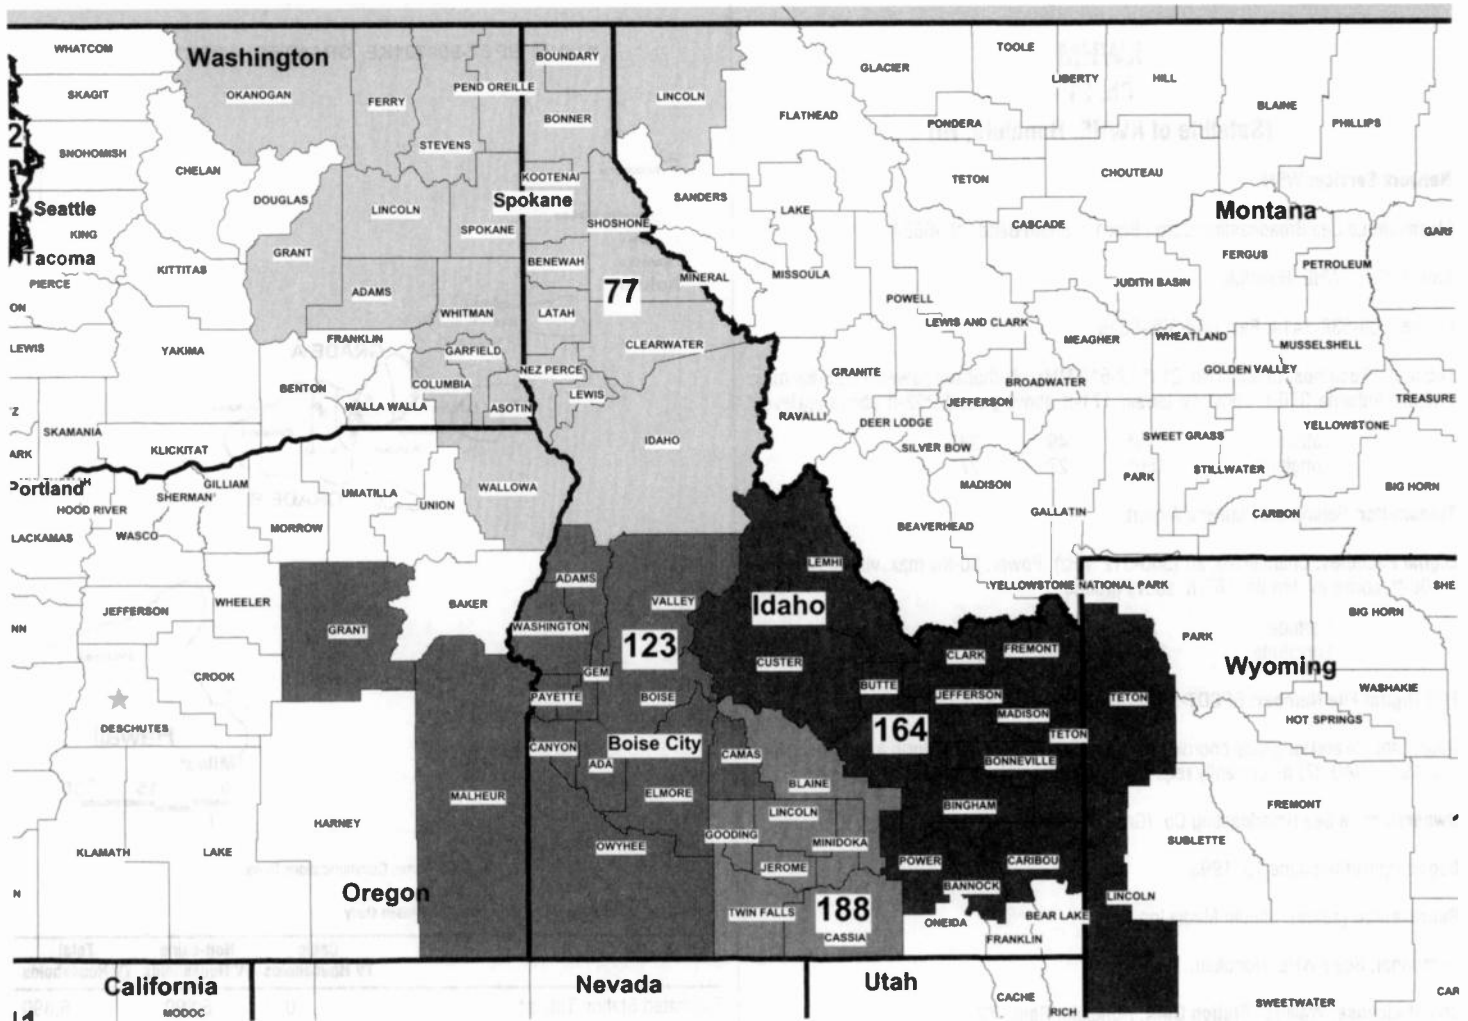 WHATCOM
Washington
BOUNDARY
TOOLE
GLACIER
LIBERTY
HILL
SKAGIT
OKANOGAN
FERRY
PEND OREILLE
LINCOLN
BLAINE
FLATHEAD
BONNER
PONDERA
PHILLIPS
2
SNOHOMISH
STEVENS
CHELAN
KOOTENAI
TETON
CHOUTEAU
DOUGLAS
LINCOLN
Spokane
SANDERS
LAKE
Montana
Seattle
KING
SPOKANE
SHOSHONE
CASCADE
GARF
GRANT
FERGUS
Tacoma
KITTITAS
BENEWAH
PETROLEUM
PIERCE
ADAMS
77
MINERAL
MISSOULA
JUDITH BASIN
ON
WHITMAN
LATAH
POWELL
LEWIS AND CLARK
LEWIS
YAKIMA
FRANKLIN
GARFIELD
CLEARWATER
MEAGHER
WHEATLAND
MUSSELSHELL
BENTON
COLUMBIA
NEZ PERCE
GRANITE
BROADWATER
GOLDEN VALLEY
Z
WALLA WALLA
ASOTIN
LEWIS
JEFFERSON
TREASURE
SKAMANIA
RAVALLI
DEER LODGE
YELLOWSTONE
ARK
KLICKITAT
IDAHO
SILVER BOW
SWEET GRASS
Portland
GILLIAM
SHERMAN
UMATILLA
WALLOWA
MADISON
PARK
STILLWATER
BIG HORN
HOOD RIVER
UNION
GALLATIN
CARBON
LACKAMAS
WASCO
MORROW
BEAVERHEAD
LEMHI
ADAMS
YELLOWSTONE NATIONAL PARK
SHE
JEFFERSON
WHEELER
BAKER
VALLEY
Idaho
BIG HORN
NN
GRANT
WASHINGTON
123
PARK
CROOK
GEM
CUSTER
CLARK
FREMONT
Wyoming
BUTTE
WASHAKIE
PAYETTE
BOISE
JEFFERSON
TETON
DESCHUTES
MADISON
HOT SPRINGS
CANYON
Boise City
CAMAS
164
TETON
ADA
BONNEVILLE
MALHEUR
ELMORE
BLAINE
BINGHAM
FREMONT
HARNEY
LINCOLN
KLAMATH
LAKE
OWYHEE
GOODING
MINIDOKA
SUBLETTE
JEROME
POWER
CARIBOU
N
Oregon
BANNOCK
LINCOLN
TWIN FALLS
188
ONEIDA
BEAR LAKE
CASSIA
FRANKLIN
California
Nevada
Utah
CACHE
SWEETWATER
CAR
MODOC
RICH